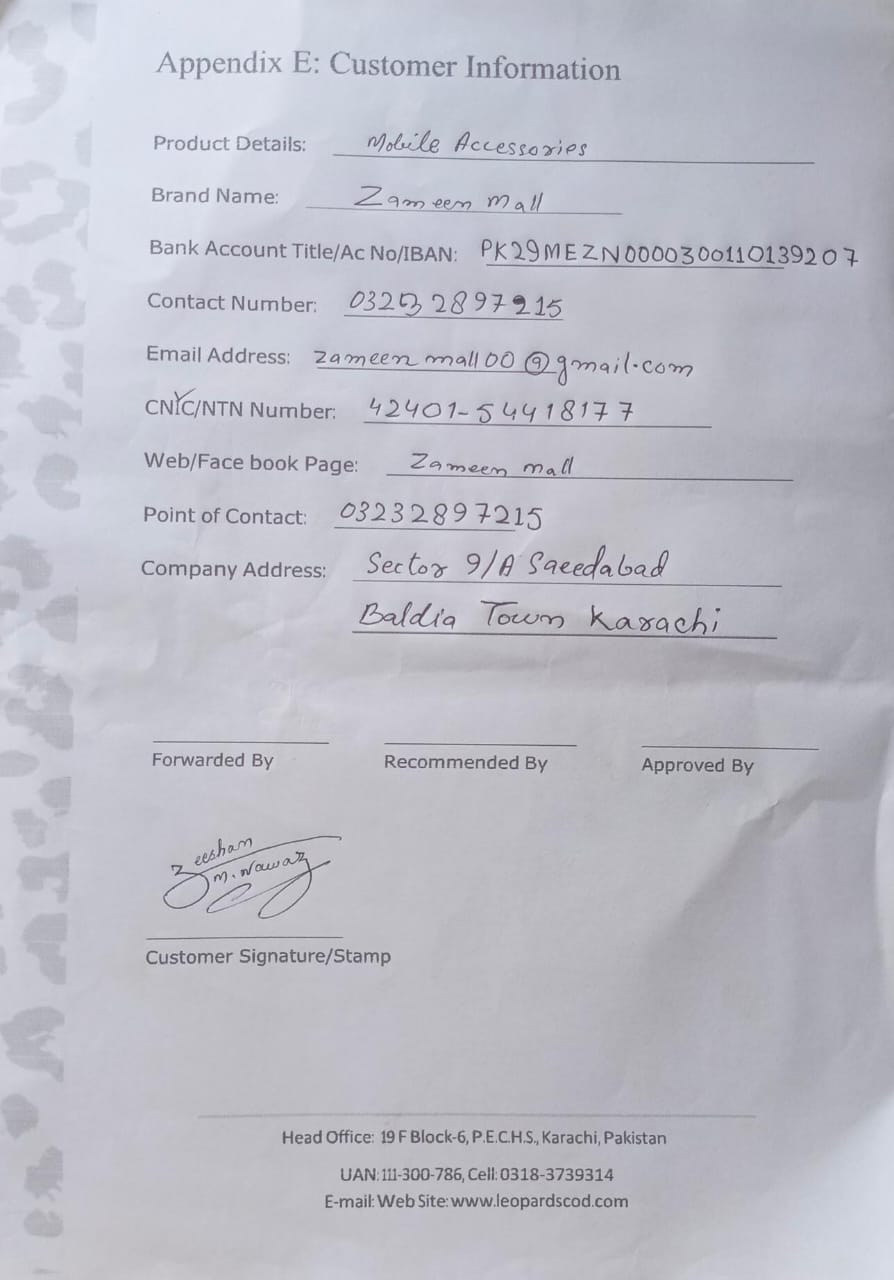 Appendix E: Customer Information
Product Details: Mobile Accessories
Brand Name: Zameen Mall
Bank Account Title/Ac No/IBAN: PK29MEZN0000300110139207
Contact Number: 03232897215
Email Address: zameenmall00@gmail.com
CNIC/NTN Number: 42401-54418177
Web/Face book Page: Zameen mall
Point of Contact: 03232897215
Company Address: Sector 9/A Saeedabad
Baldia Town Karachi
Forwarded By Recommended By Approved By
Zeeshan
M. Nawaz
Customer Signature/Stamp
Head Office: 19 F Block-6, P.E.C.H.S., Karachi, Pakistan
UAN: 111-300-786, Cell: 0318-3739314
E-mail: Web Site: www.leopardscod.com